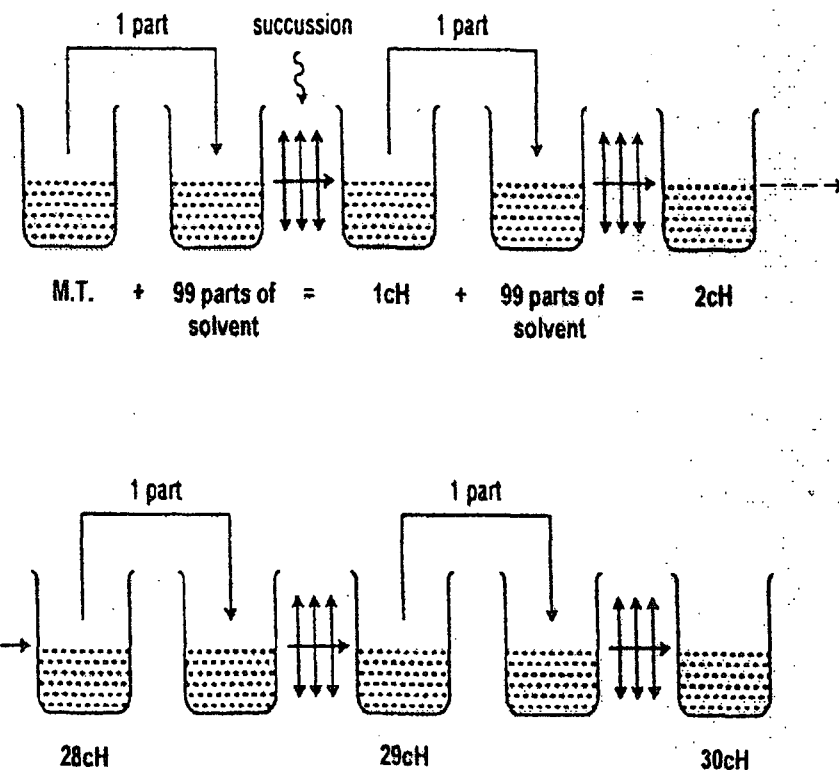 1 part succussion 1 part
M.T. + 99 parts of solvent = 1cH + 99 parts of solvent = 2cH
1 part 1 part
28cH 29cH 30cH